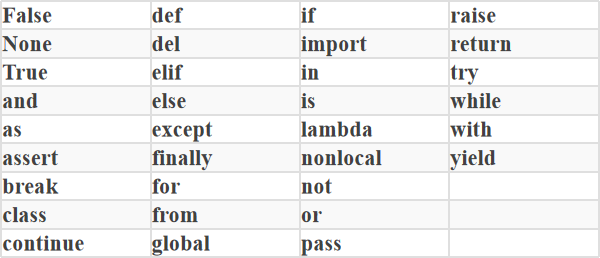 False def if raise
None del import return
True elif in try
and else is while
as except lambda with
assert finally nonlocal yield
break for not
class from or
continue global pass